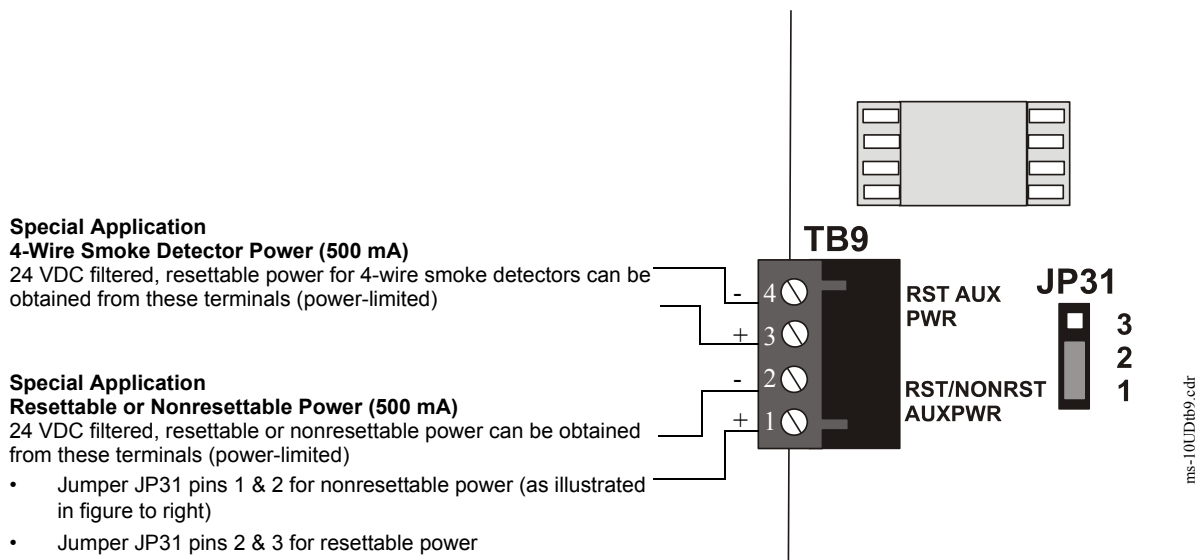 Special Application
4-Wire Smoke Detector Power (500 mA)
24 VDC filtered, resettable power for 4-wire smoke detectors can be
obtained from these terminals (power-limited)
Special Application
Resettable or Nonresettable Power (500 mA)
24 VDC filtered, resettable or nonresettable power can be obtained
from these terminals (power-limited)
• Jumper JP31 pins 1 & 2 for nonresettable power (as illustrated
in figure to right)
• Jumper JP31 pins 2 & 3 for resettable power
TB9
- 4
+ 3
- 2
+ 1
RST AUX
PWR
RST/NONRST
AUXPWR
JP31
3
2
1
ms-10UDtb9.cdr